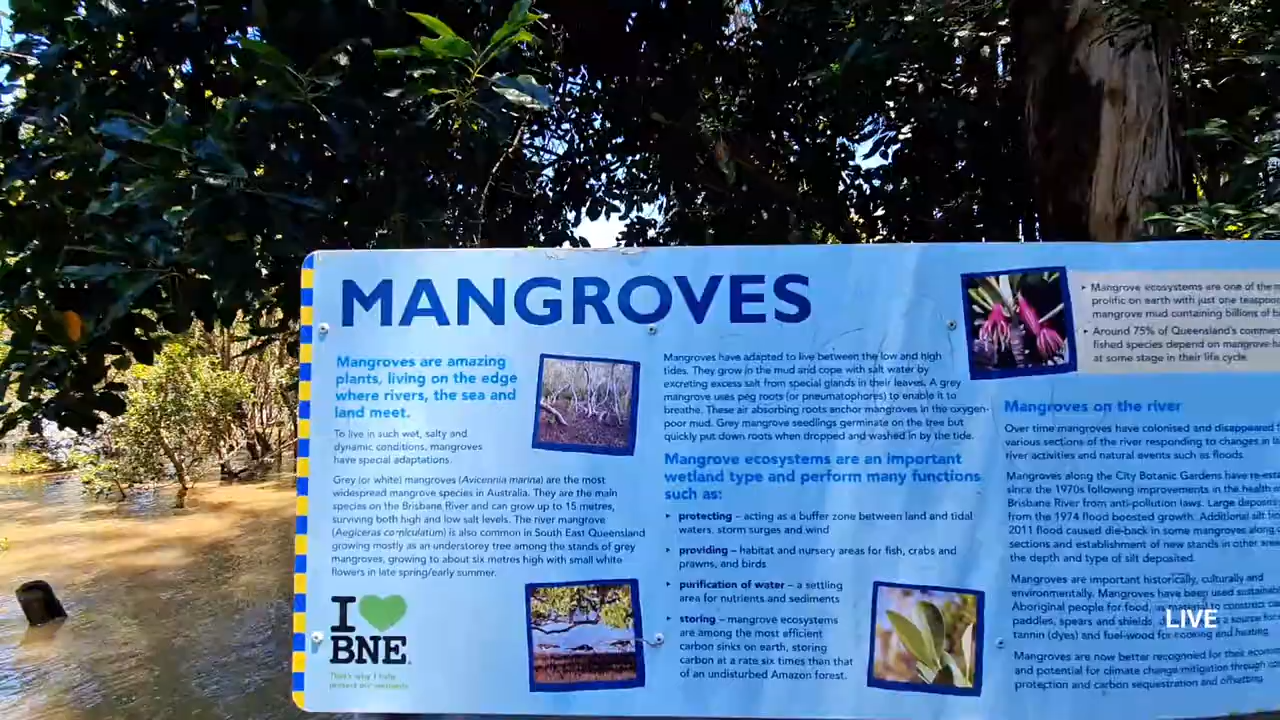 MANGROVES
Mangroves are amazing
plants, living on the edge
where rivers, the sea and
land meet.
To live in such wet, salty and
dynamic conditions, mangroves
have special adaptations.
Grey (or white) mangroves (Avicennia marina) are the most
widespread mangrove species in Australia. They are the main
species on the Brisbane River and can grow up to 15 metres,
surviving both high and low salt levels. The river mangrove
(Aegiceras corniculatum) is also common in South East Queensland
growing mostly as an understorey tree among the stands of grey
mangroves, growing to about six metres high with small white
flowers in late spring/early summer.
I
BNE
That's why I help
protect our
Mangroves have adapted to live between the low and high
tides. They grow in the mud and cope with salt water by
excreting excess salt from special glands in their leaves. A grey
mangrove uses peg roots (or pneumatophores) to enable it to
breathe. These air absorbing roots anchor mangroves in the oxygen-
poor mud. Grey mangrove seedlings germinate on the tree but
quickly put down roots when dropped and washed in by the tide.
Mangrove ecosystems are an important
wetland type and perform many functions
such as:
‣ protecting – acting as a buffer zone between land and tidal
waters, storm surges and wind
‣ providing – habitat and nursery areas for fish, crabs and
prawns, and birds
‣ purification of water – a settling
area for nutrients and sediments
‣ storing – mangrove ecosystems
are among the most efficient
carbon sinks on earth, storing
carbon at a rate six times than that
of an undisturbed Amazon forest.
‣ Mangrove ecosystems are one of the
prolific on earth with just one
mangrove mud containing billions of
‣ Around 75% of Queensland's
fished species depend on mangrove
at some stage in their life cycle.
Mangroves on the river
Over time mangroves have colonised and disappeared
various sections of the river responding to changes in
river activities and natural events such as floods.
Mangroves along the City Botanic Gardens have
since the 1970s following improvements in the health
Brisbane River from anti-pollution laws. Large
from the 1974 flood boosted growth. Additional silt
2011 flood caused die-back in some mangroves along
sections and establishment of new stands in other
the depth and type of silt deposited.
Mangroves are important historically, culturally and
environmentally. Mangroves have been used
Aboriginal people for food, as material to construct
paddles, spears and shields, a source
tannin (dyes) and fuel-wood for cooking and heating.
Mangroves are now better recognised for their
and potential for climate change mitigation through
protection and carbon sequestration and offsetting.
LIVE